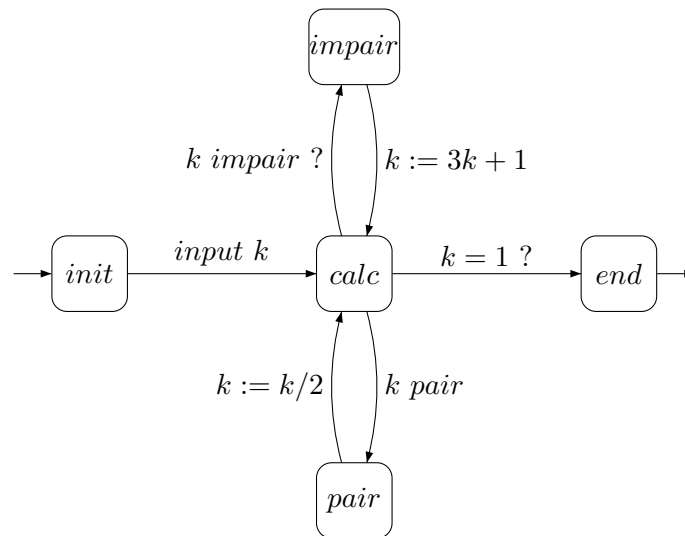 impair
k impair ?
k := 3k + 1
init
input k
calc
k = 1 ?
end
k := k/2
k pair
pair